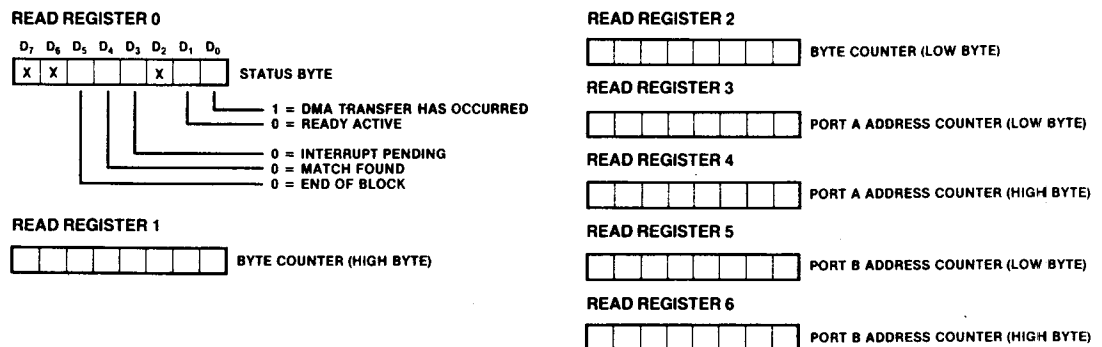 READ REGISTER 0
D₇ D₆ D₅ D₄ D₃ D₂ D₁ D₀
X X X STATUS BYTE
1 = DMA TRANSFER HAS OCCURRED
0 = READY ACTIVE
0 = INTERRUPT PENDING
0 = MATCH FOUND
0 = END OF BLOCK
READ REGISTER 1
BYTE COUNTER (HIGH BYTE)
READ REGISTER 2
BYTE COUNTER (LOW BYTE)
READ REGISTER 3
PORT A ADDRESS COUNTER (LOW BYTE)
READ REGISTER 4
PORT A ADDRESS COUNTER (HIGH BYTE)
READ REGISTER 5
PORT B ADDRESS COUNTER (LOW BYTE)
READ REGISTER 6
PORT B ADDRESS COUNTER (HIGH BYTE)